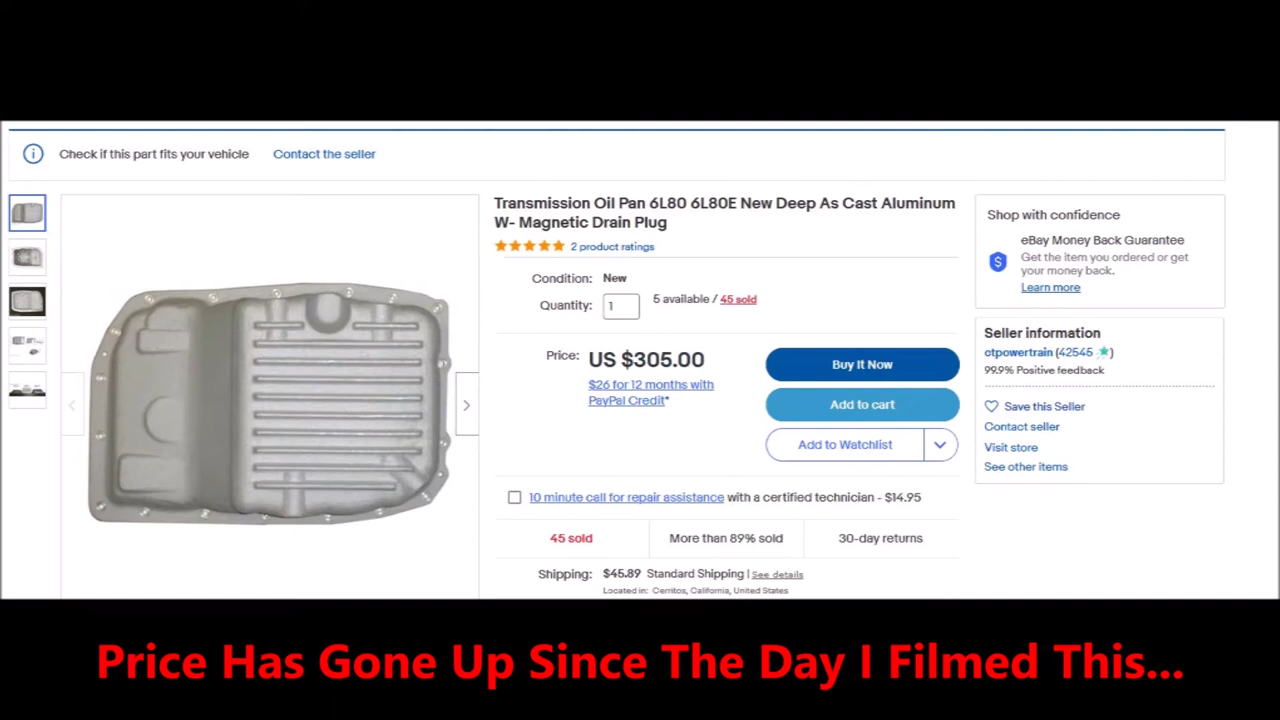 Check if this part fits your vehicle
Contact the seller
Transmission Oil Pan 6L80 6L80E New Deep As Cast Aluminum
W- Magnetic Drain Plug
2 product ratings
Condition: New
Quantity: 1 5 available / 45 sold
Price: US $305.00
$26 for 12 months with
PayPal Credit*
Buy It Now
Add to cart
Add to Watchlist
10 minute call for repair assistance with a certified technician - $14.95
45 sold
More than 89% sold
30-day returns
Shipping: $45.89 Standard Shipping | See details
Located in: Cerritos, California, United States
Shop with confidence
eBay Money Back Guarantee
Get the item you ordered or get
your money back.
Learn more
Seller information
ctpowertrain (42545)
99.9% Positive feedback
Save this Seller
Contact seller
Visit store
See other items
Price Has Gone Up Since The Day I Filmed This...